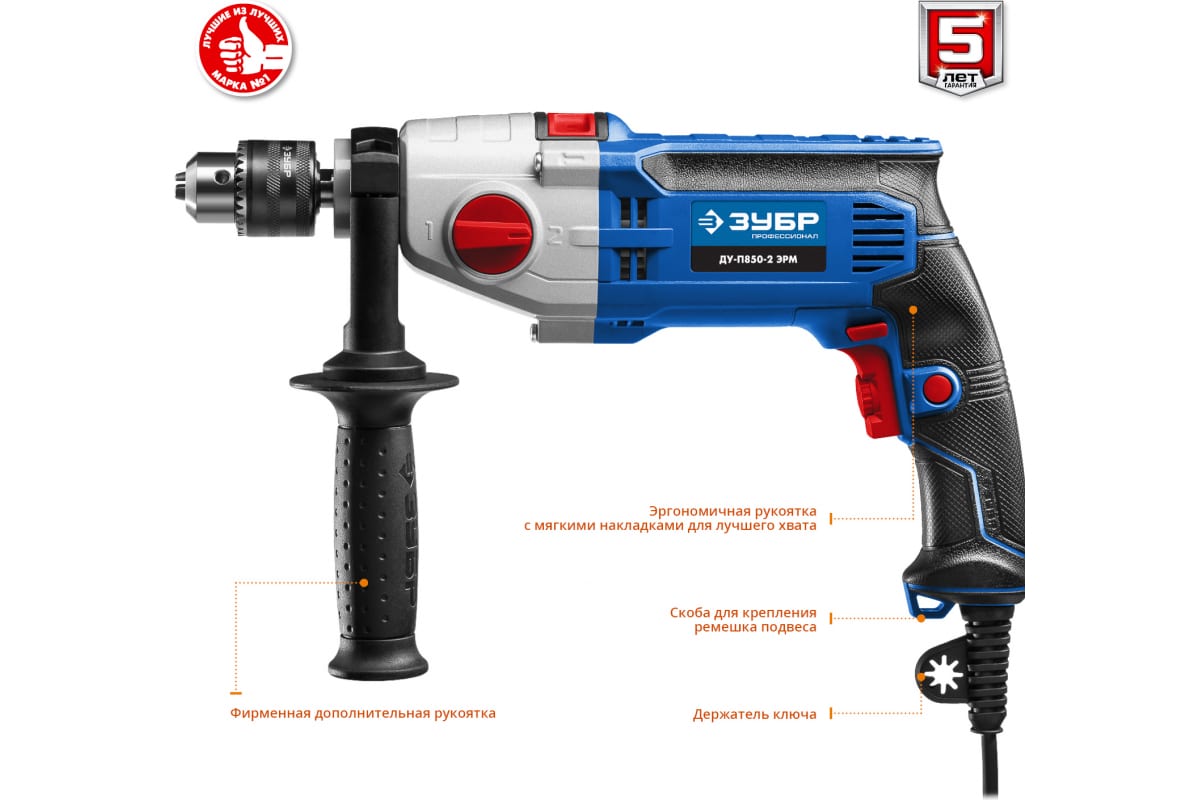 ЛУЧШИЕ ИЗ ЛУЧШИХ
МАРКА №1
5
ЛЕТ
ГАРАНТИЯ
ЗУБР
1
2
ЗУБР
ПРОФЕССИОНАЛ
ДУ-П850-2 ЭРМ
ЗУБР
Эргономичная рукоятка
с мягкими накладками для лучшего хвата
Скоба для крепления
ремешка подвеса
Фирменная дополнительная рукоятка
Держатель ключа